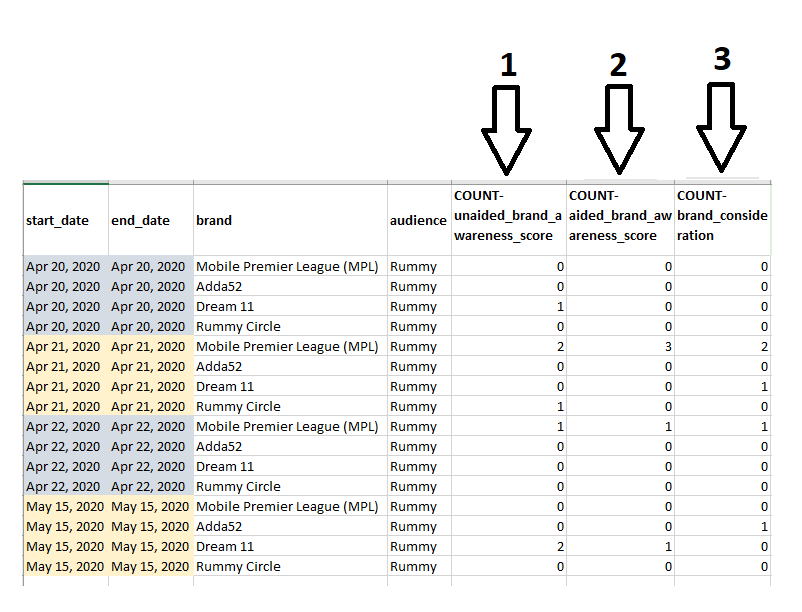 1 2 3
start_date end_date brand audience COUNT-unaided_brand_awareness_score COUNT-aided_brand_awareness_score COUNT-brand_consideration
Apr 20, 2020 Apr 20, 2020 Mobile Premier League (MPL) Rummy 0 0 0
Apr 20, 2020 Apr 20, 2020 Adda52 Rummy 0 0 0
Apr 20, 2020 Apr 20, 2020 Dream 11 Rummy 1 0 0
Apr 20, 2020 Apr 20, 2020 Rummy Circle Rummy 0 0 0
Apr 21, 2020 Apr 21, 2020 Mobile Premier League (MPL) Rummy 2 3 2
Apr 21, 2020 Apr 21, 2020 Adda52 Rummy 0 0 0
Apr 21, 2020 Apr 21, 2020 Dream 11 Rummy 0 0 1
Apr 21, 2020 Apr 21, 2020 Rummy Circle Rummy 1 0 0
Apr 22, 2020 Apr 22, 2020 Mobile Premier League (MPL) Rummy 1 1 1
Apr 22, 2020 Apr 22, 2020 Adda52 Rummy 0 0 0
Apr 22, 2020 Apr 22, 2020 Dream 11 Rummy 0 0 0
Apr 22, 2020 Apr 22, 2020 Rummy Circle Rummy 0 0 0
May 15, 2020 May 15, 2020 Mobile Premier League (MPL) Rummy 0 0 0
May 15, 2020 May 15, 2020 Adda52 Rummy 0 0 1
May 15, 2020 May 15, 2020 Dream 11 Rummy 2 1 0
May 15, 2020 May 15, 2020 Rummy Circle Rummy 0 0 0